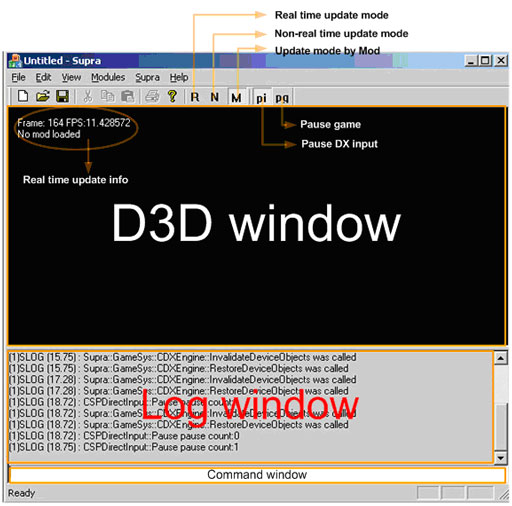 Real time update mode
Non-real time update mode
Update mode by Mod
Untitled - Supra
File Edit View Modules Supra Help
R N M pi pg
Frame: 164 FPS:11.428572
No mod loaded
Pause game
Pause DX input
Real time update info
D3D window
(1)SLOG (15.75) : Supra::GameSys::CDXEngine::InvalidateDeviceObjects was called
(1)SLOG (15.75) : Supra::GameSys::CDXEngine::RestoreDeviceObjects was called
(1)SLOG (17.28) : Supra::GameSys::CDXEngine::InvalidateDeviceObjects was called
(1)SLOG (17.28) : Supra::GameSys::CDXEngine::RestoreDeviceObjects was called
(1)SLOG (18.72) : CSPDirectInput::Pause pause count:
(1)SLOG (18.72) : Supra::GameSys::CDXEngine::InvalidateDeviceObjects was called
(1)SLOG (18.72) : Supra::GameSys::CDXEngine::RestoreDeviceObjects was called
(1)SLOG (18.72) : CSPDirectInput::Pause pause count:0
(1)SLOG (18.75) : CSPDirectInput::Pause pause count:1
Log window
Command window
Ready